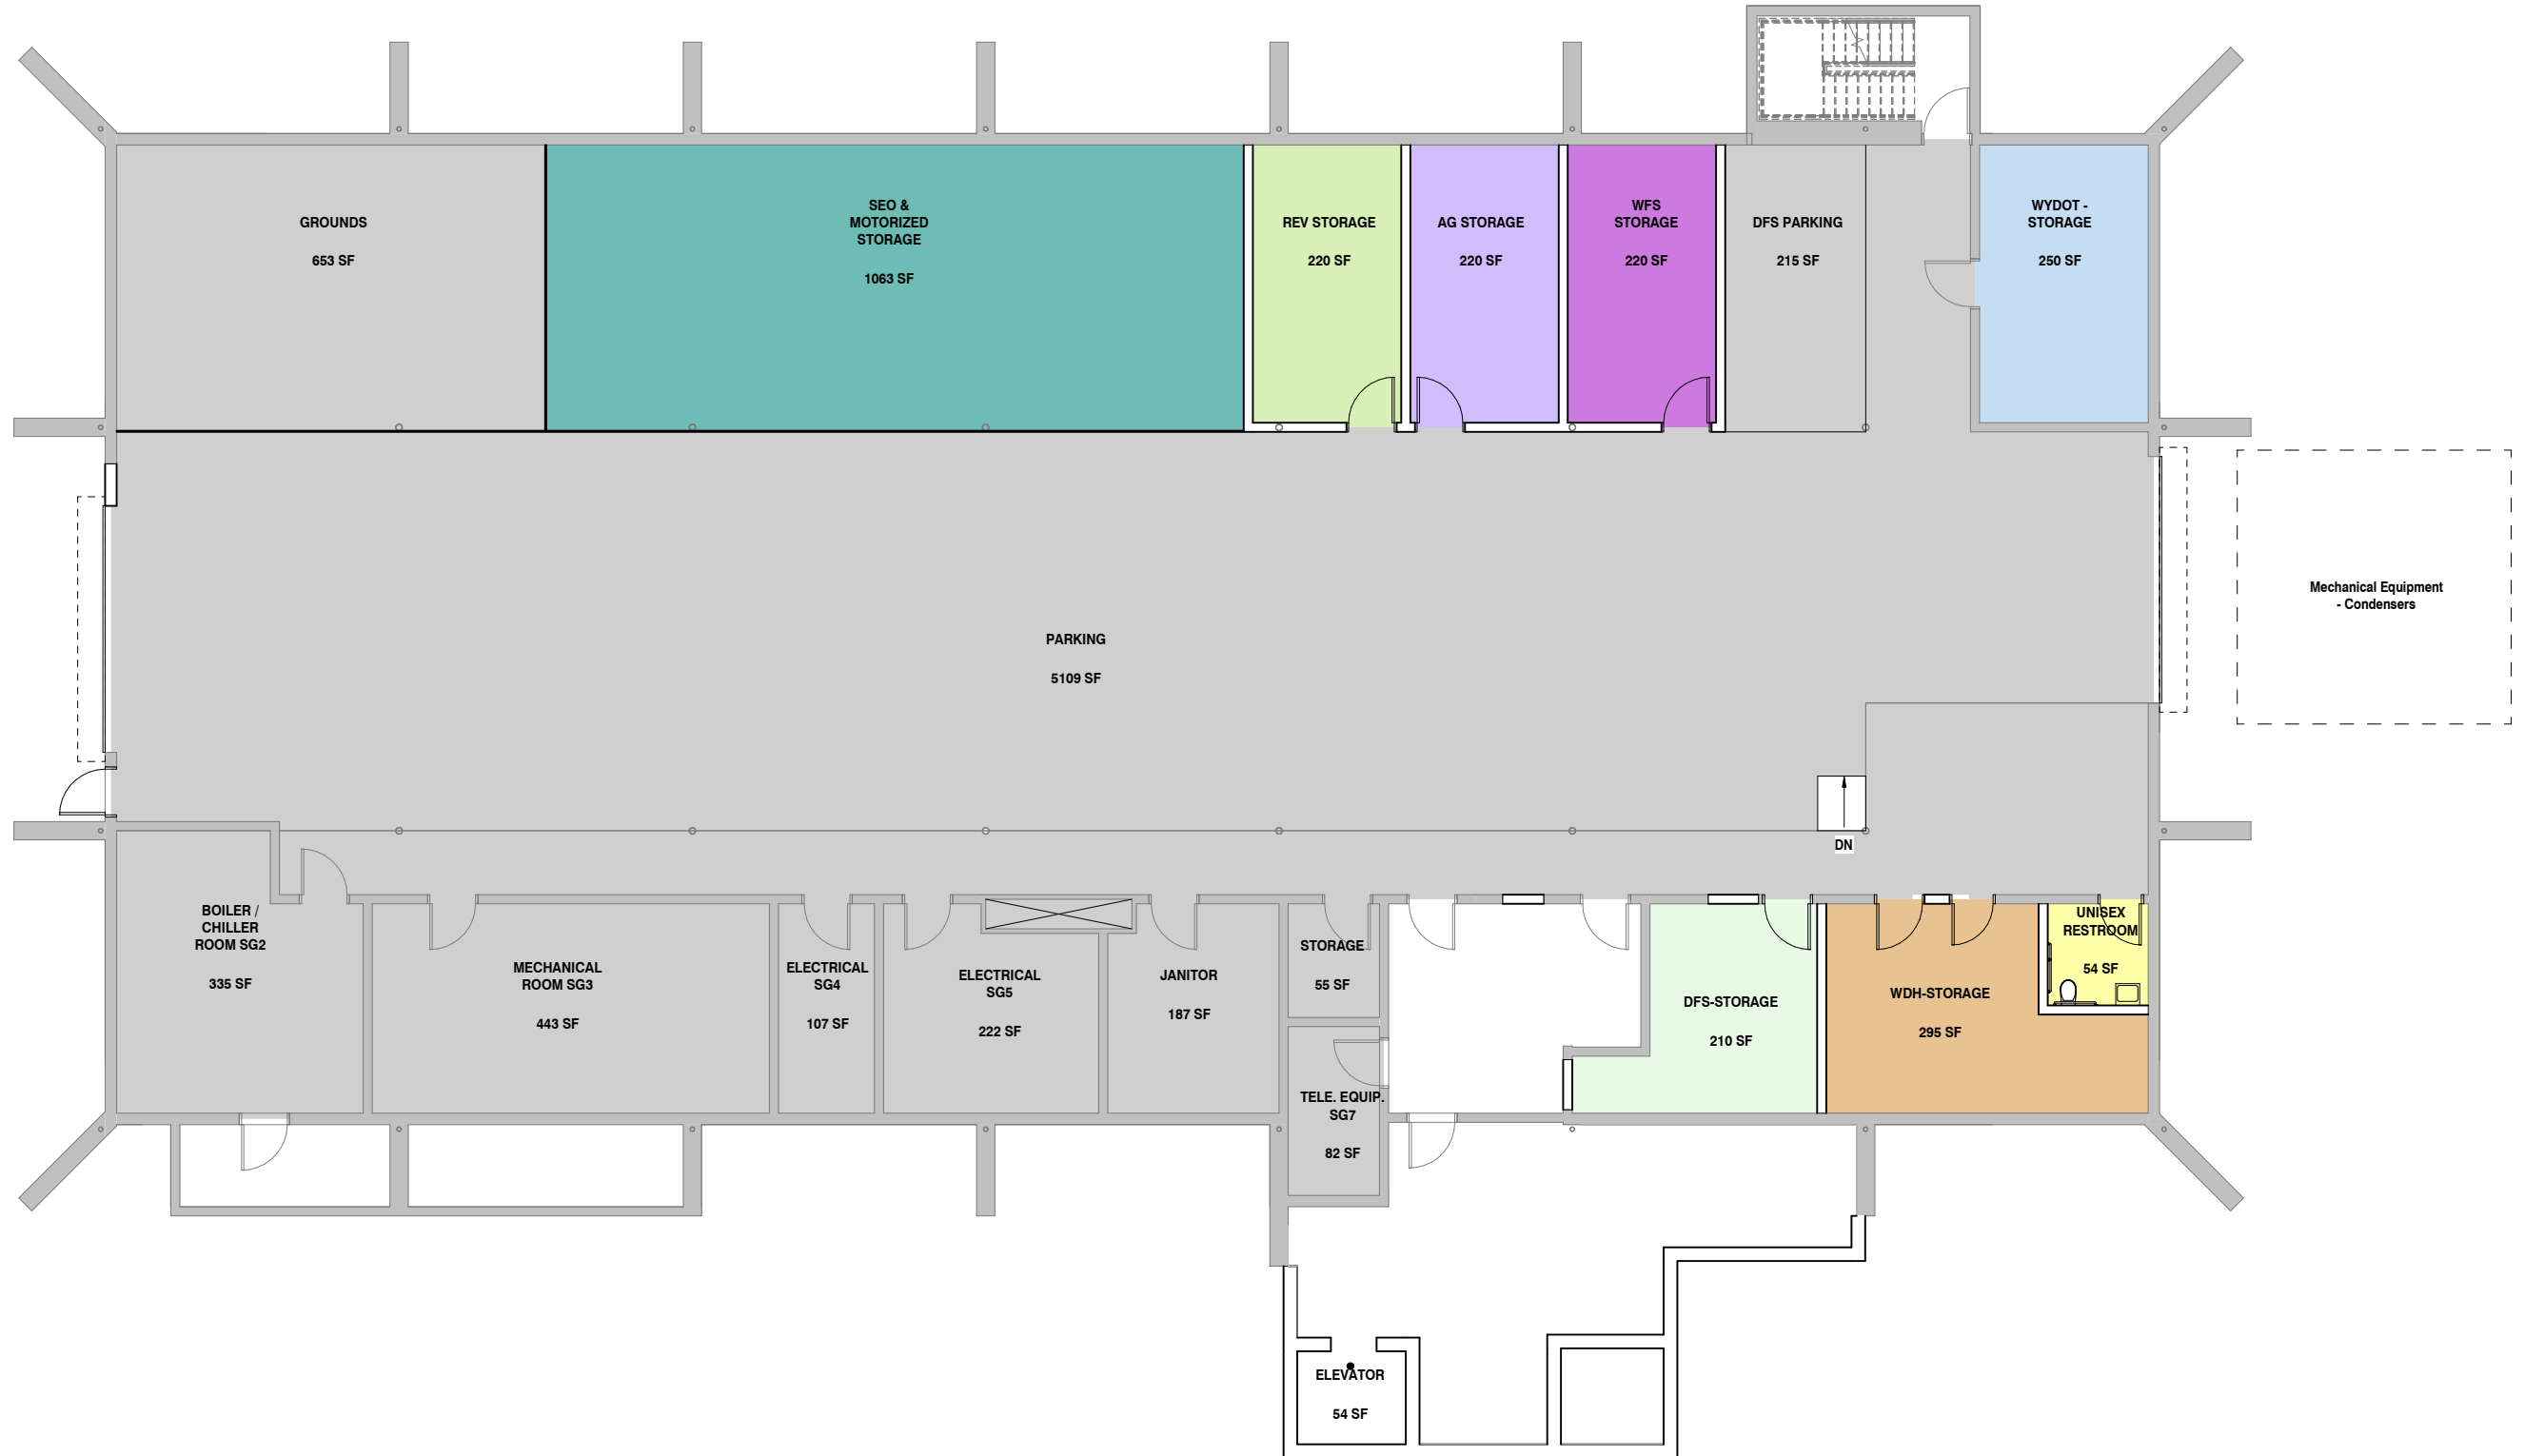 GROUNDS
653 SF
SEO &
MOTORIZED
STORAGE
1063 SF
REV STORAGE
220 SF
AG STORAGE
220 SF
WFS
STORAGE
220 SF
DFS PARKING
215 SF
WYDOT -
STORAGE
250 SF
Mechanical Equipment
- Condensers
PARKING
5109 SF
DN
BOILER /
CHILLER
ROOM SG2
335 SF
MECHANICAL
ROOM SG3
443 SF
ELECTRICAL
SG4
107 SF
ELECTRICAL
SG5
222 SF
JANITOR
187 SF
STORAGE
55 SF
TELE. EQUIP.
SG7
82 SF
DFS-STORAGE
210 SF
WDH-STORAGE
295 SF
UNISEX
RESTROOM
54 SF
ELEVATOR
54 SF